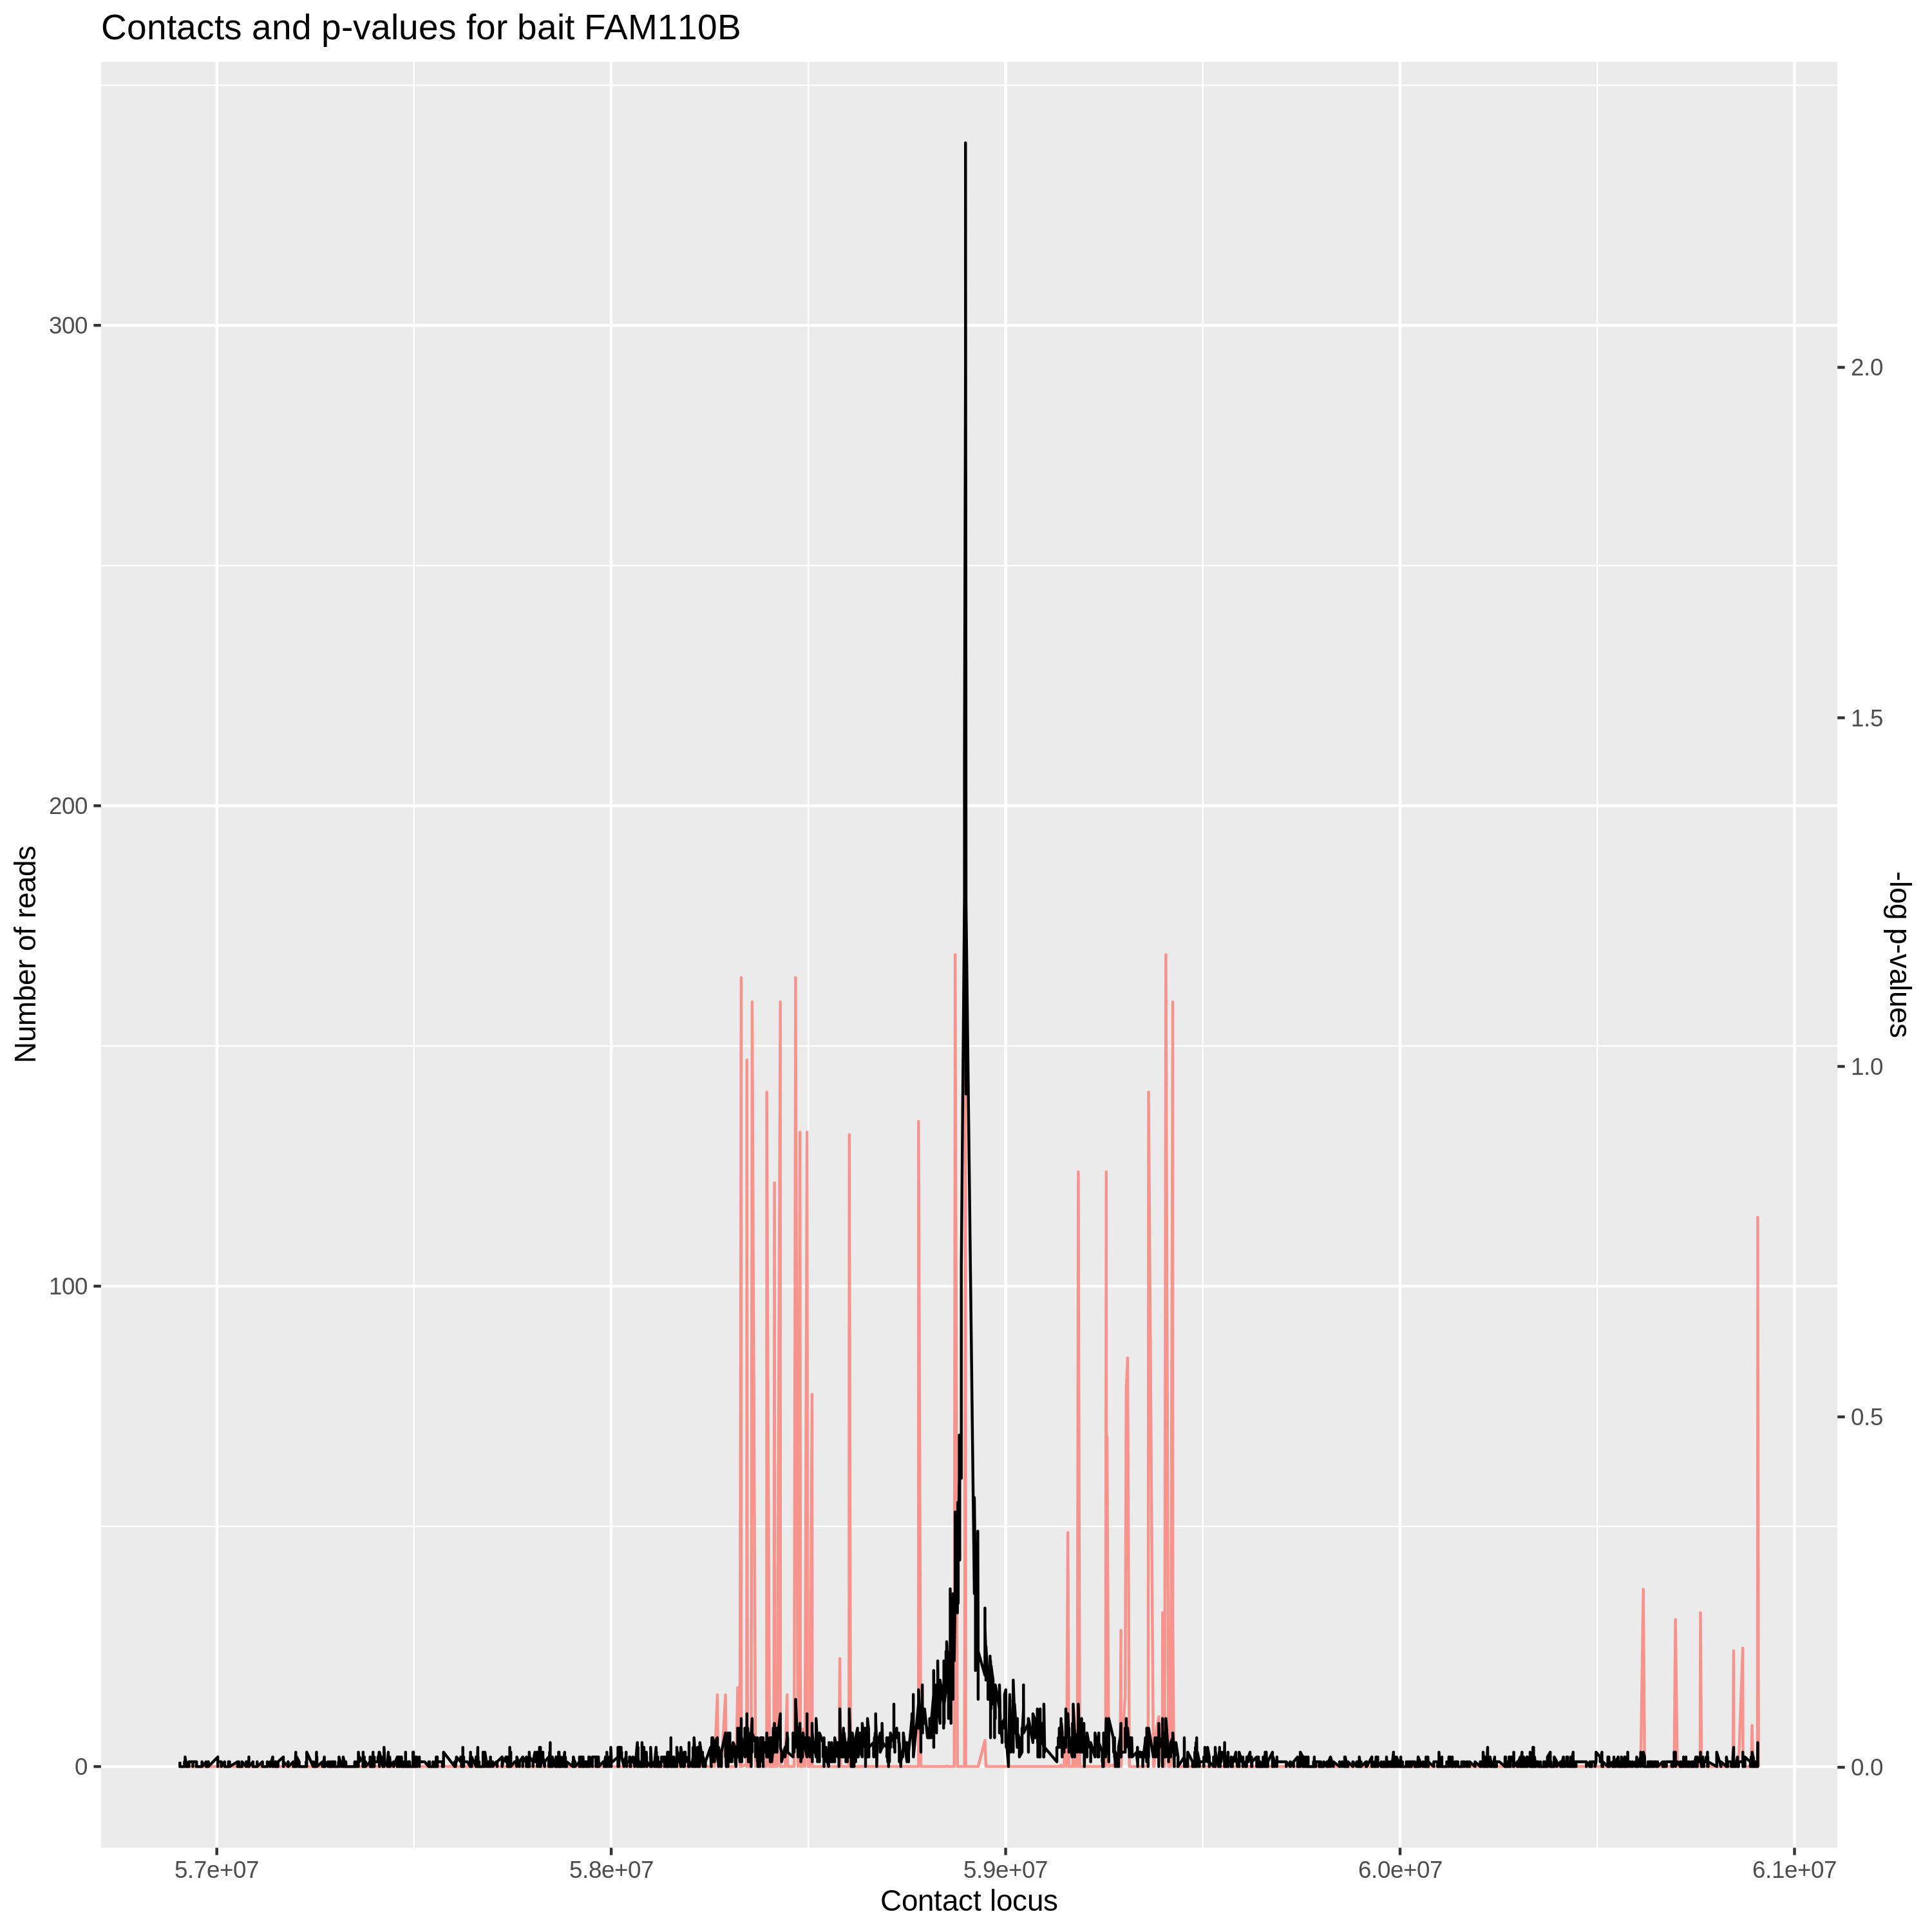 Contacts and p-values for bait FAM110B
300
200
100
0
Number of reads
2.0
1.5
1.0
0.5
0.0
-log p-values
5.7e+07 5.8e+07 5.9e+07 6.0e+07 6.1e+07
Contact locus